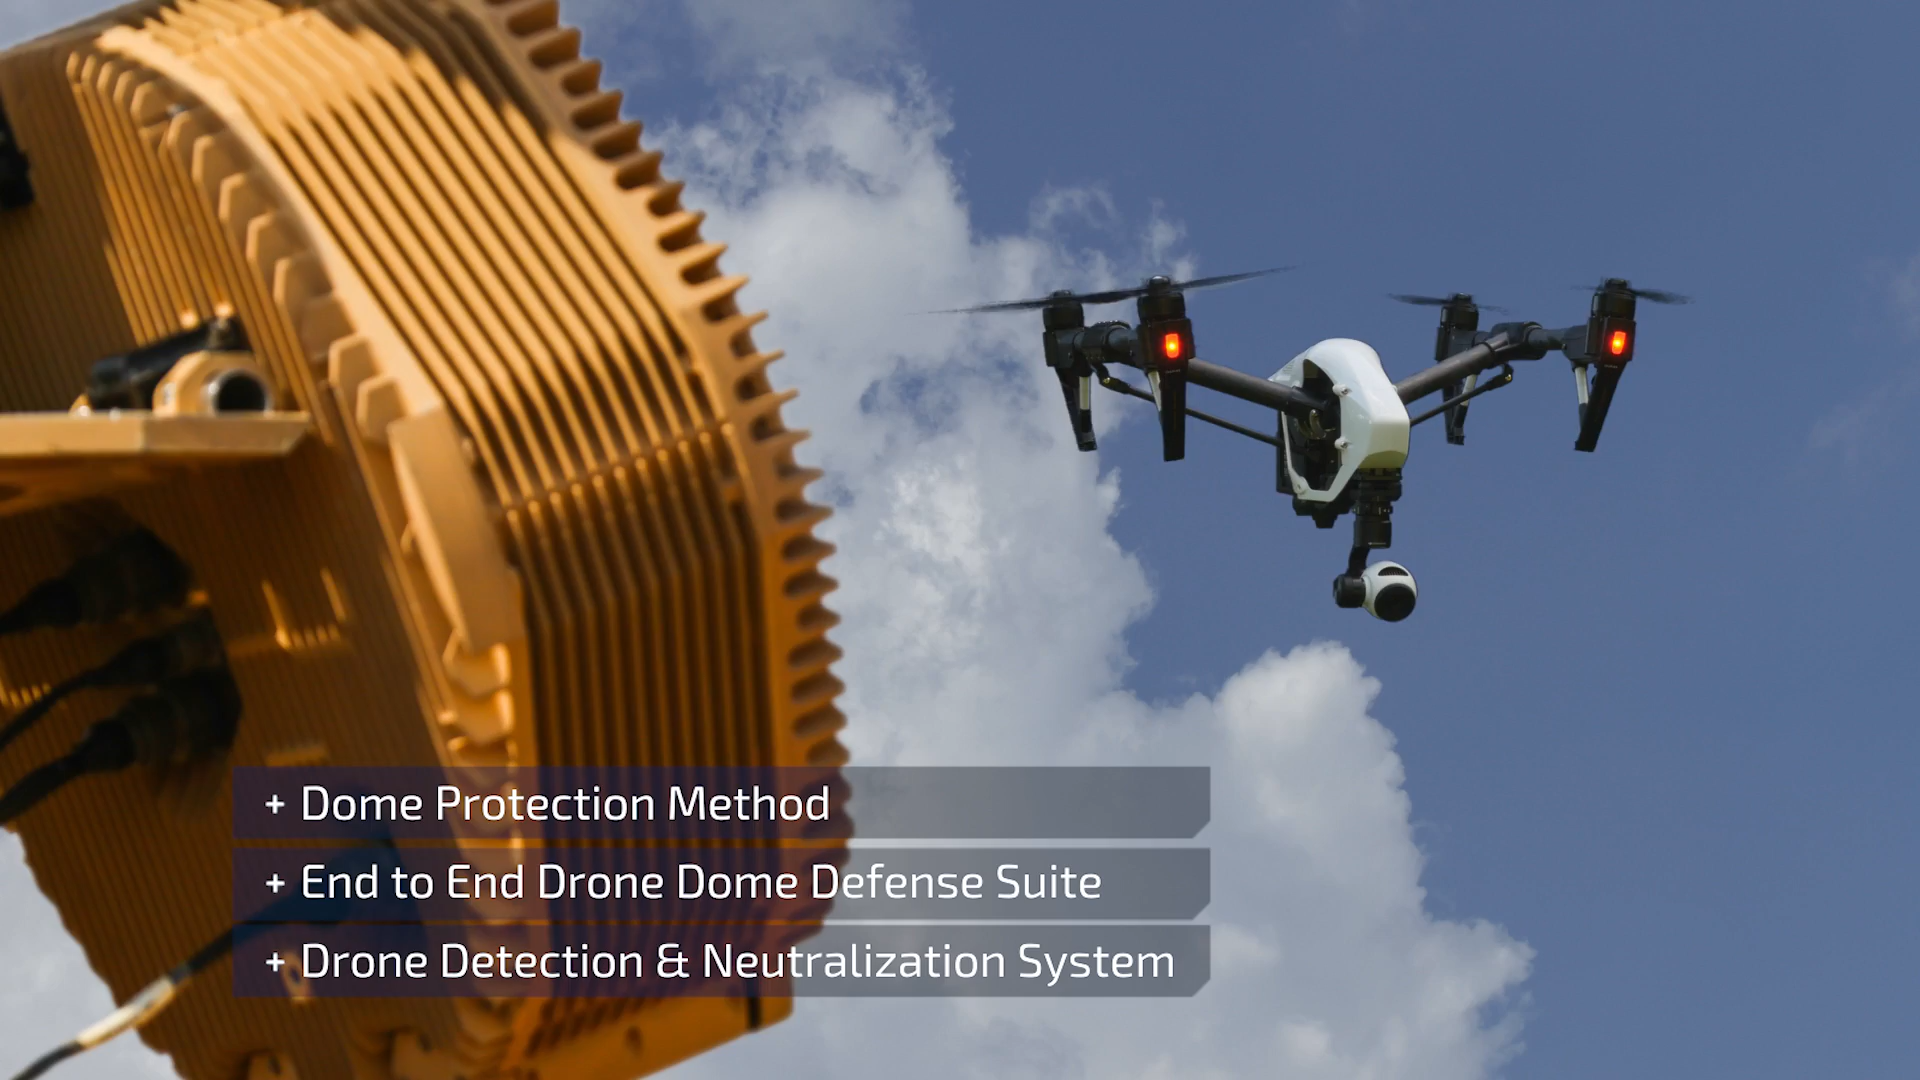 + Dome Protection Method
+ End to End Drone Dome Defense Suite
+ Drone Detection & Neutralization System